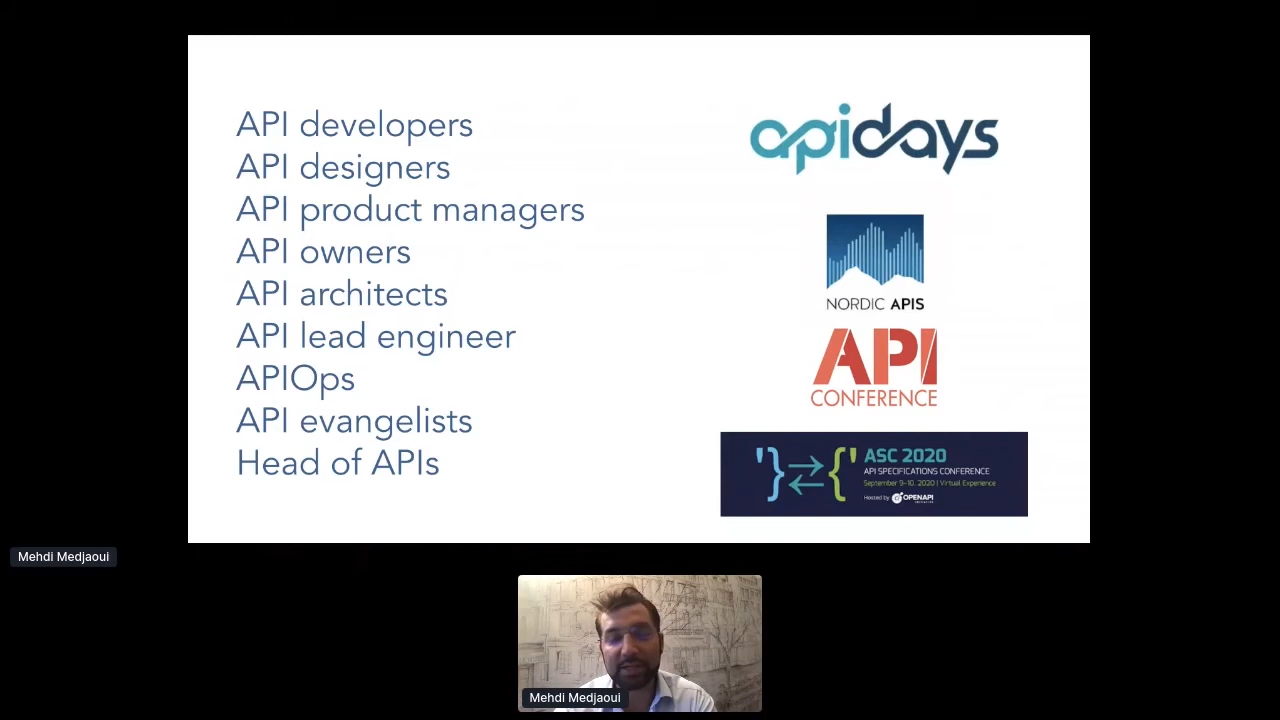 API developers
API designers
API product managers
API owners
API architects
API lead engineer
APIOps
API evangelists
Head of APIs
apidays
NORDIC APIS
API
CONFERENCE
'}⇄{' ASC 2020
API SPECIFICATIONS CONFERENCE
September 9-10, 2020 | Virtual Experience
Hosted by OPENAPI
INITIATIVE
Mehdi Medjaoui
Mehdi Medjaoui